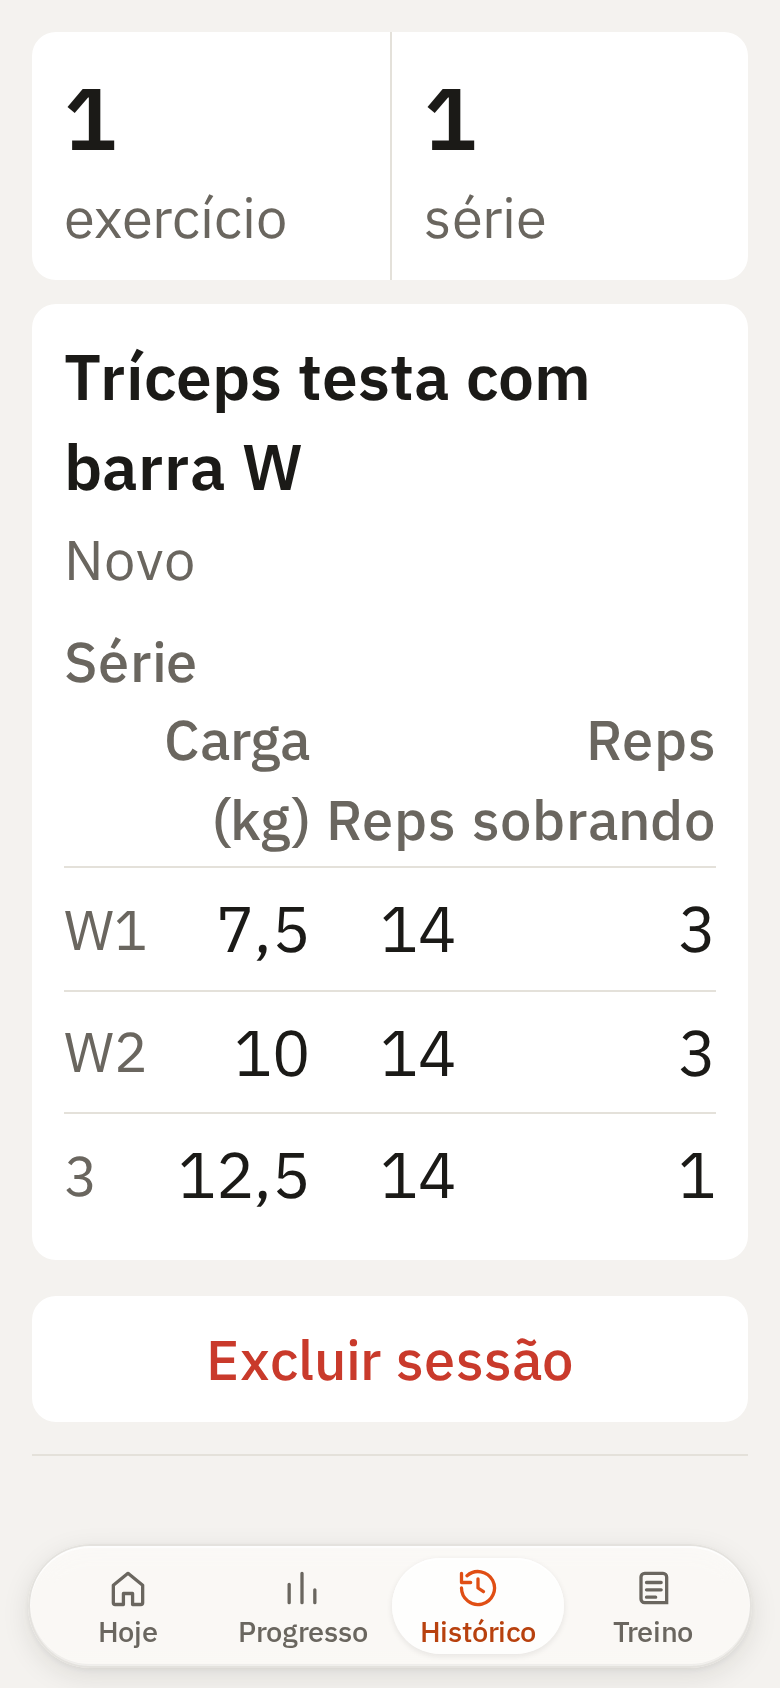 1
exercício
1
série
Tríceps testa com
barra W
Novo
Série
Carga Reps
(kg) Reps sobrando
W1 7,5 14 3
W2 10 14 3
3 12,5 14 1
Excluir sessão
Hoje Progresso Histórico Treino